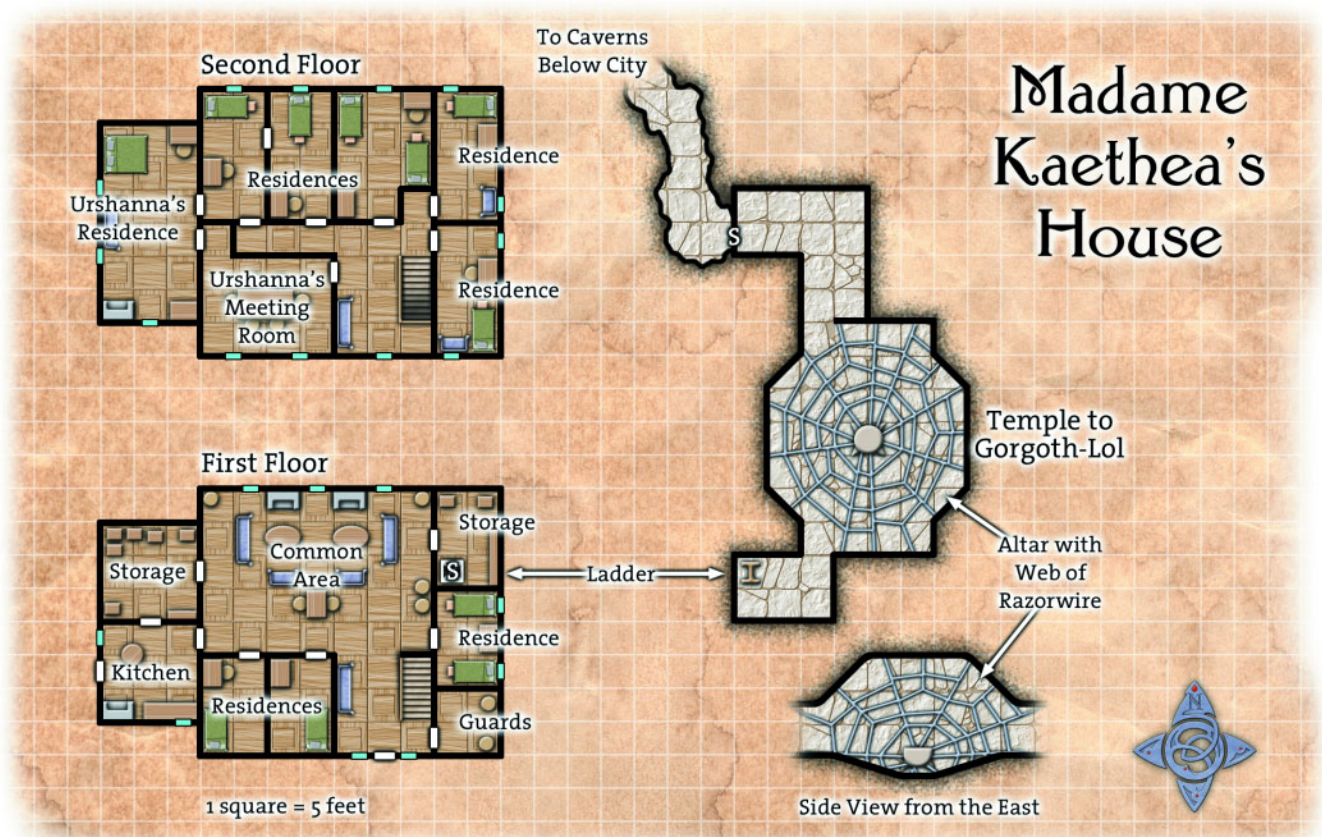 Madame
Kaethea's
House
To Caverns
Below City
Second Floor
Residences
Residence
Urshanna's
Residence
Urshanna's
Meeting
Room
Residence
S
Temple to
Gorgoth-Lol
First Floor
Storage
Common
Area
Storage
S
Ladder
Altar with
Web of
Razorwire
Residence
Kitchen
Residences
Guards
1 square = 5 feet
Side View from the East
N